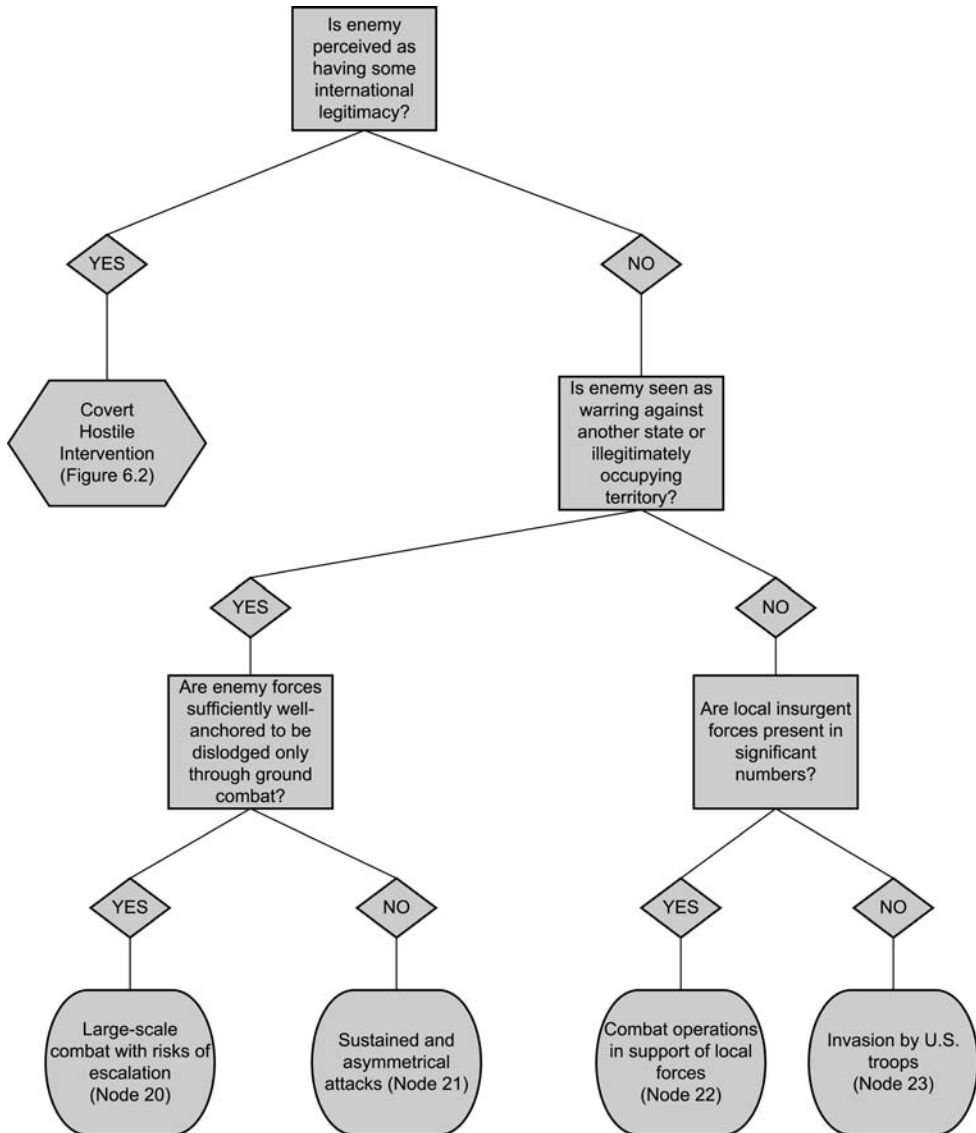 Is enemy
perceived as
having some
international
legitimacy?
YES
NO
Covert
Hostile
Intervention
(Figure 6.2)
Is enemy seen as
warring against
another state or
illegitimately
occupying
territory?
YES
NO
Are enemy forces
sufficiently well-
anchored to be
dislodged only
through ground
combat?
Are local insurgent
forces present in
significant
numbers?
YES
NO
YES
NO
Large-scale
combat with risks of
escalation
(Node 20)
Sustained and
asymmetrical
attacks (Node 21)
Combat operations
in support of local
forces
(Node 22)
Invasion by U.S.
troops
(Node 23)